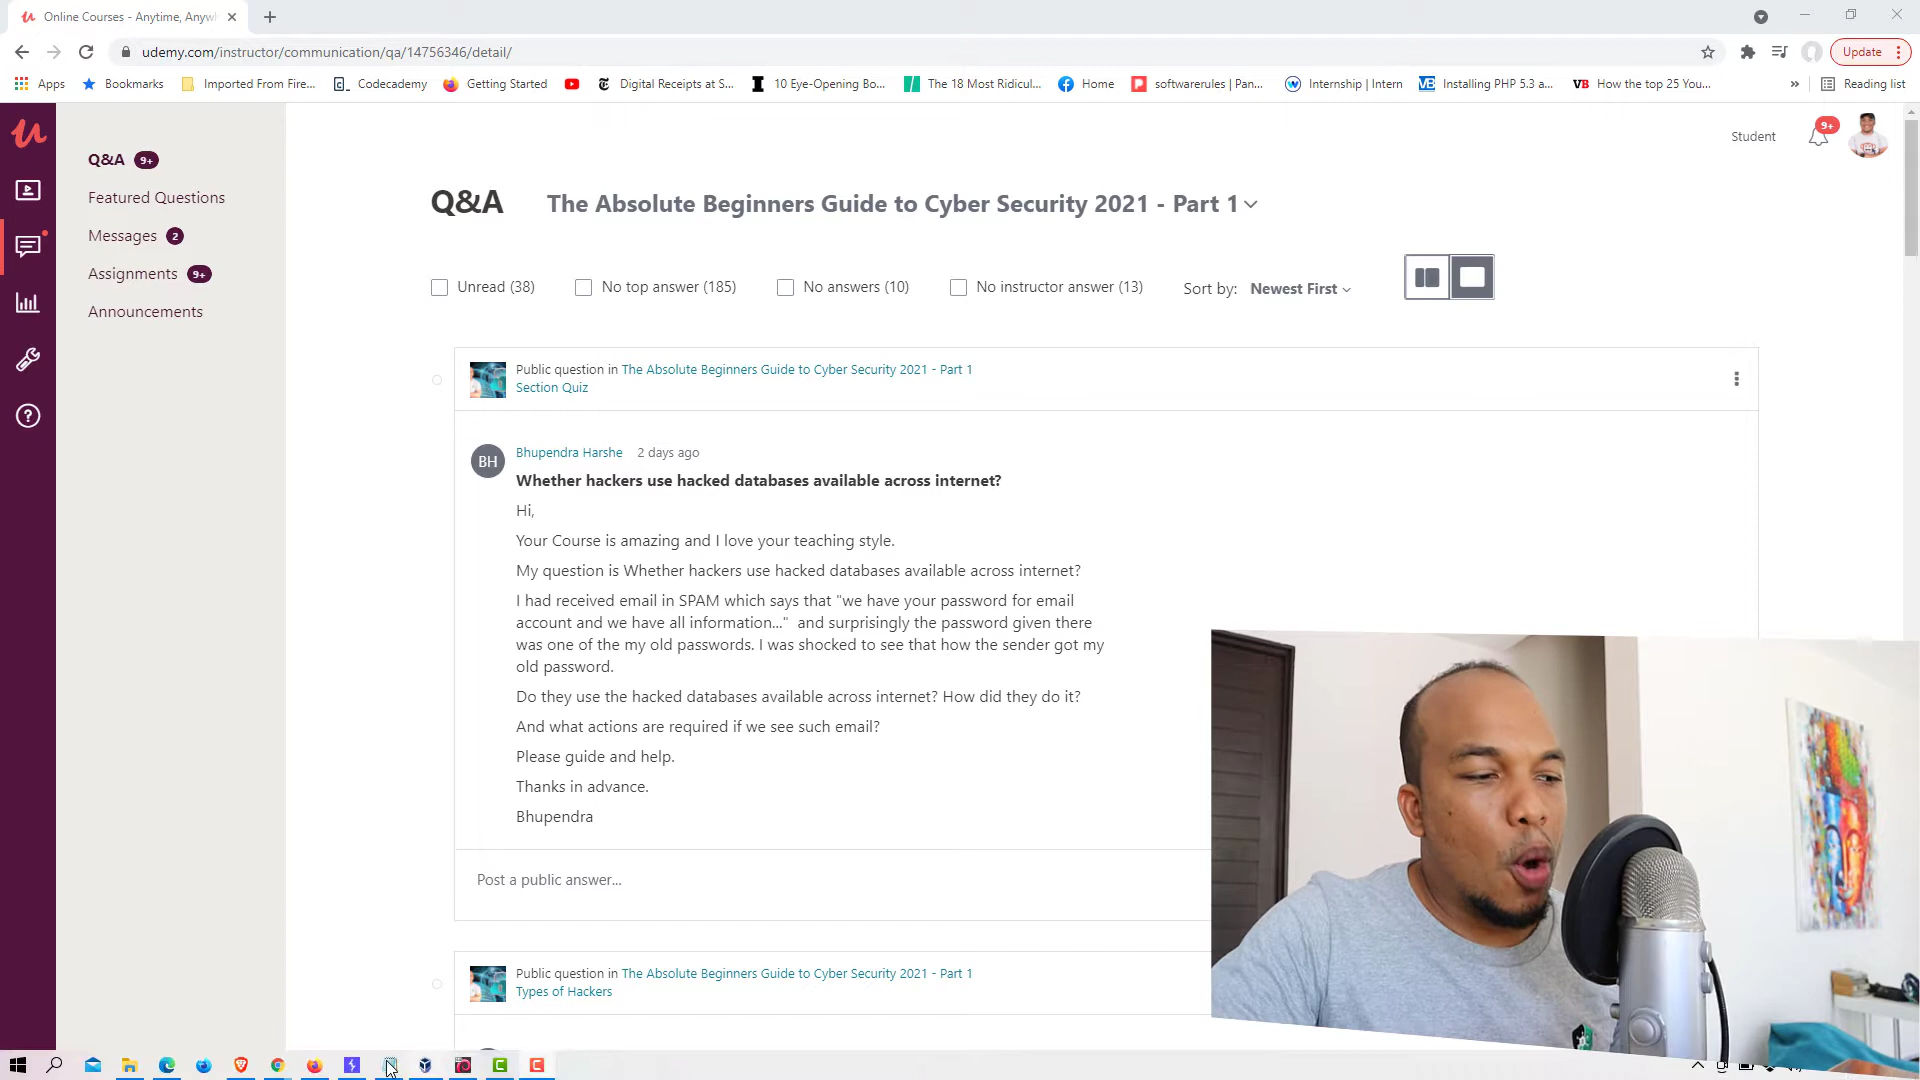 Online Courses - Anytime, Anyw
udemy.com/instructor/communication/qa/14756346/detail/
Update
Apps
Bookmarks
Imported From Fire...
Codecademy
Getting Started
Digital Receipts at S...
10 Eye-Opening Bo...
The 18 Most Ridicul...
Home
softwarerules | Pan...
Internship | Intern
Installing PHP 5.3 a...
VB How the top 25 You...
»
Reading list
Student
9+
Q&A 9+
Featured Questions
Messages 2
Assignments 9+
Announcements
Q&A
The Absolute Beginners Guide to Cyber Security 2021 - Part 1
Unread (38)
No top answer (185)
No answers (10)
No instructor answer (13)
Sort by: Newest First
Public question in The Absolute Beginners Guide to Cyber Security 2021 - Part 1
Section Quiz
BH
Bhupendra Harshe 2 days ago
Whether hackers use hacked databases available across internet?
Hi,
Your Course is amazing and I love your teaching style.
My question is Whether hackers use hacked databases available across internet?
I had received email in SPAM which says that "we have your password for email
account and we have all information..." and surprisingly the password given there
was one of the my old passwords. I was shocked to see that how the sender got my
old password.
Do they use the hacked databases available across internet? How did they do it?
And what actions are required if we see such email?
Please guide and help.
Thanks in advance.
Bhupendra
Post a public answer...
Public question in The Absolute Beginners Guide to Cyber Security 2021 - Part 1
Types of Hackers